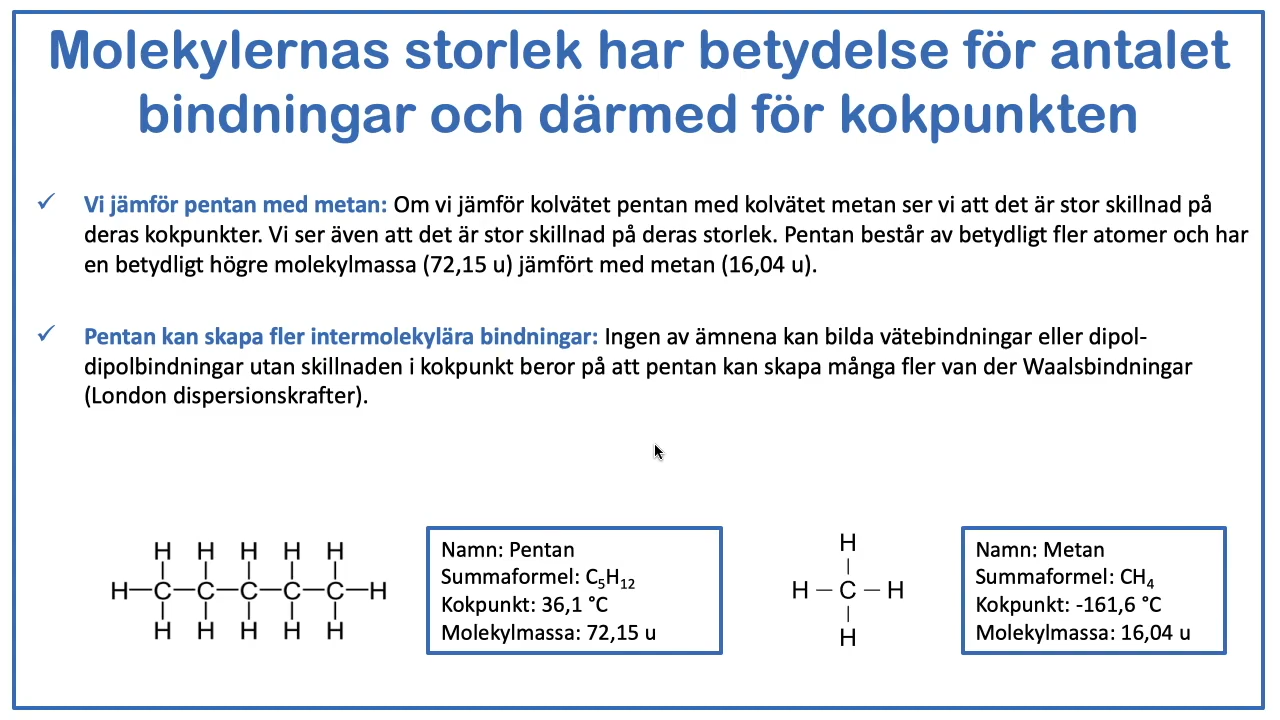 Molekylernas storlek har betydelse för antalet
bindningar och därmed för kokpunkten
✓ Vi jämför pentan med metan: Om vi jämför kolvätet pentan med kolvätet metan ser vi att det är stor skillnad på
deras kokpunkter. Vi ser även att det är stor skillnad på deras storlek. Pentan består av betydligt fler atomer och har
en betydligt högre molekylmassa (72,15 u) jämfört med metan (16,04 u).
✓ Pentan kan skapa fler intermolekylära bindningar: Ingen av ämnena kan bilda vätebindningar eller dipol-
dipolbindningar utan skillnaden i kokpunkt beror på att pentan kan skapa många fler van der Waalsbindningar
(London dispersionskrafter).
H H H H H
H—C—C—C—C—C—H
H H H H H
Namn: Pentan
Summaformel: C₅H₁₂
Kokpunkt: 36,1 °C
Molekylmassa: 72,15 u
H
H – C – H
H
Namn: Metan
Summaformel: CH₄
Kokpunkt: -161,6 °C
Molekylmassa: 16,04 u